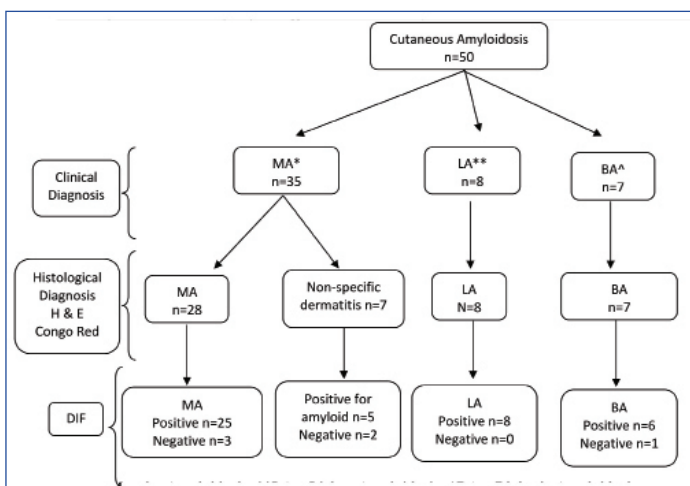 Cutaneous Amyloidosis
n=50
Clinical
Diagnosis
MA*
n=35
LA**
n=8
BA^
n=7
Histological
Diagnosis
H & E
Congo Red
MA
n=28
Non-specific
dermatitis n=7
LA
N=8
BA
n=7
DIF
MA
Positive n=25
Negative n=3
Positive for
amyloid n=5
Negative n=2
LA
Positive n=8
Negative n=0
BA
Positive n=6
Negative n=1